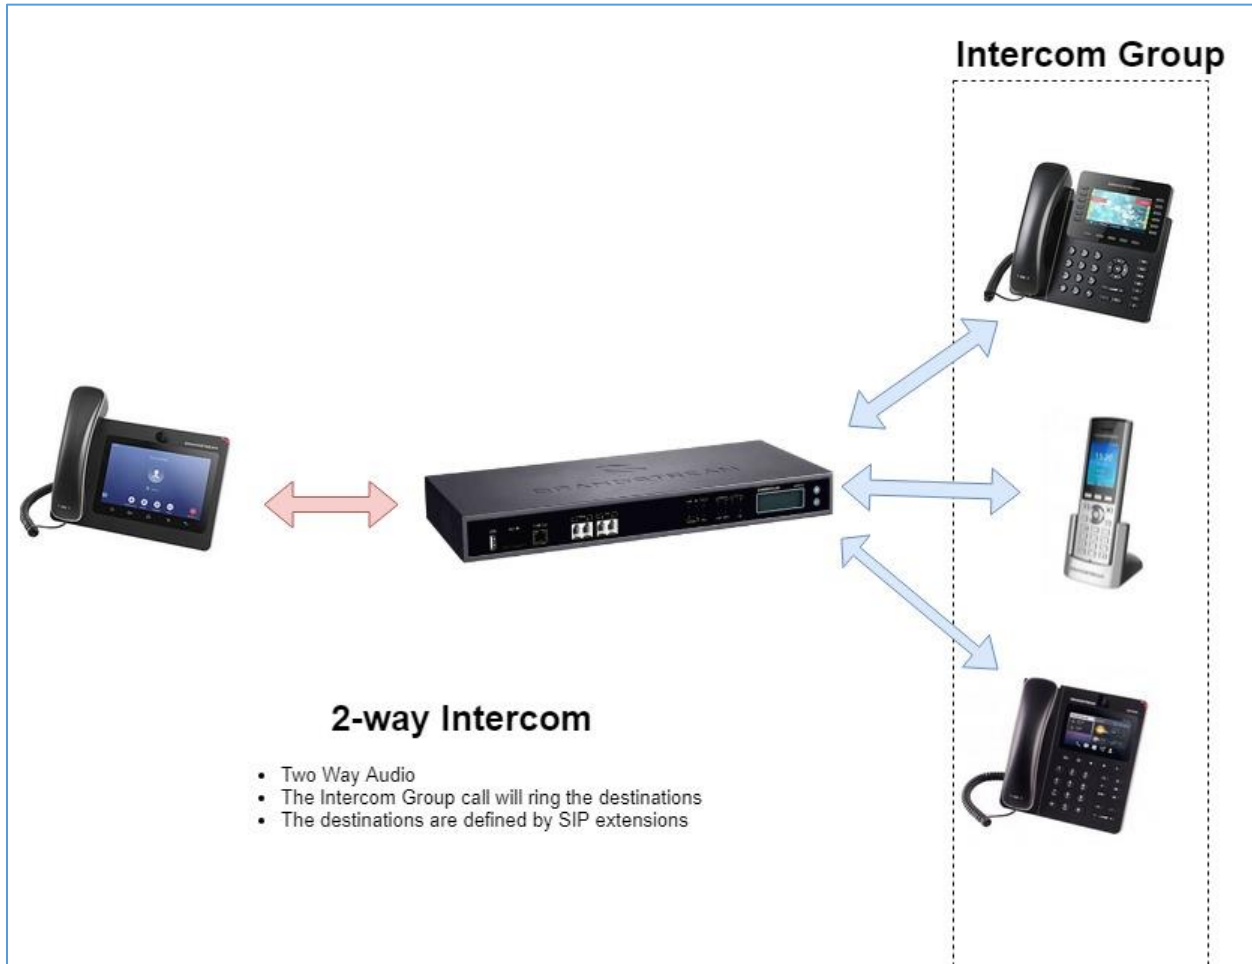 Intercom Group
GRANDSTREAM
2-way Intercom
• Two Way Audio
• The Intercom Group call will ring the destinations
• The destinations are defined by SIP extensions